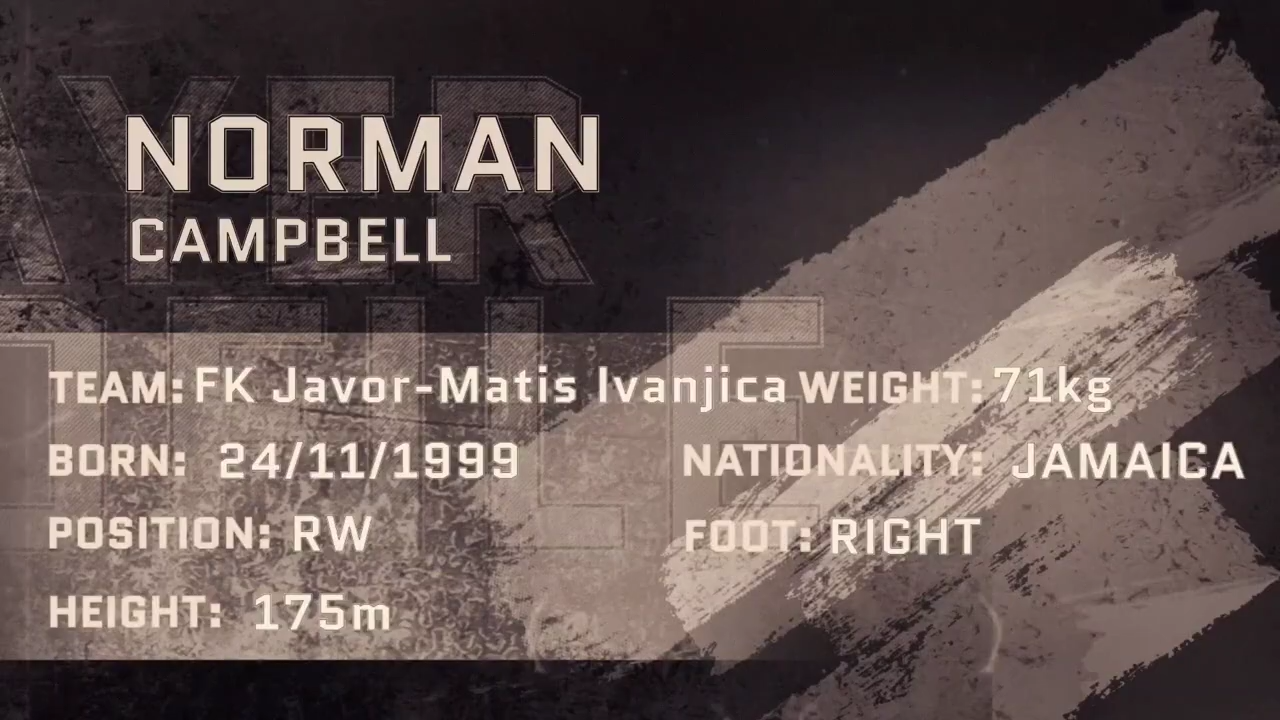 NORMAN
CAMPBELL
TEAM: FK Javor-Matis Ivanjica WEIGHT: 71kg
BORN: 24/11/1999 NATIONALITY: JAMAICA
POSITION: RW FOOT: RIGHT
HEIGHT: 175m